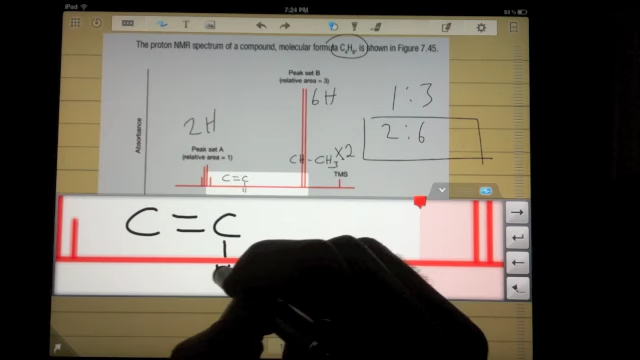 iPad
7:24 PM
83%
T
The proton NMR spectrum of a compound, molecular formula C₄H₈, is shown in Figure 7.45.
Peak set B
(relative area = 3)
6H
1 : 3
2 : 6
2H
Absorbance
Peak set A
(relative area = 1)
CH-CH₃ X2
TMS
C=C
C=C
H